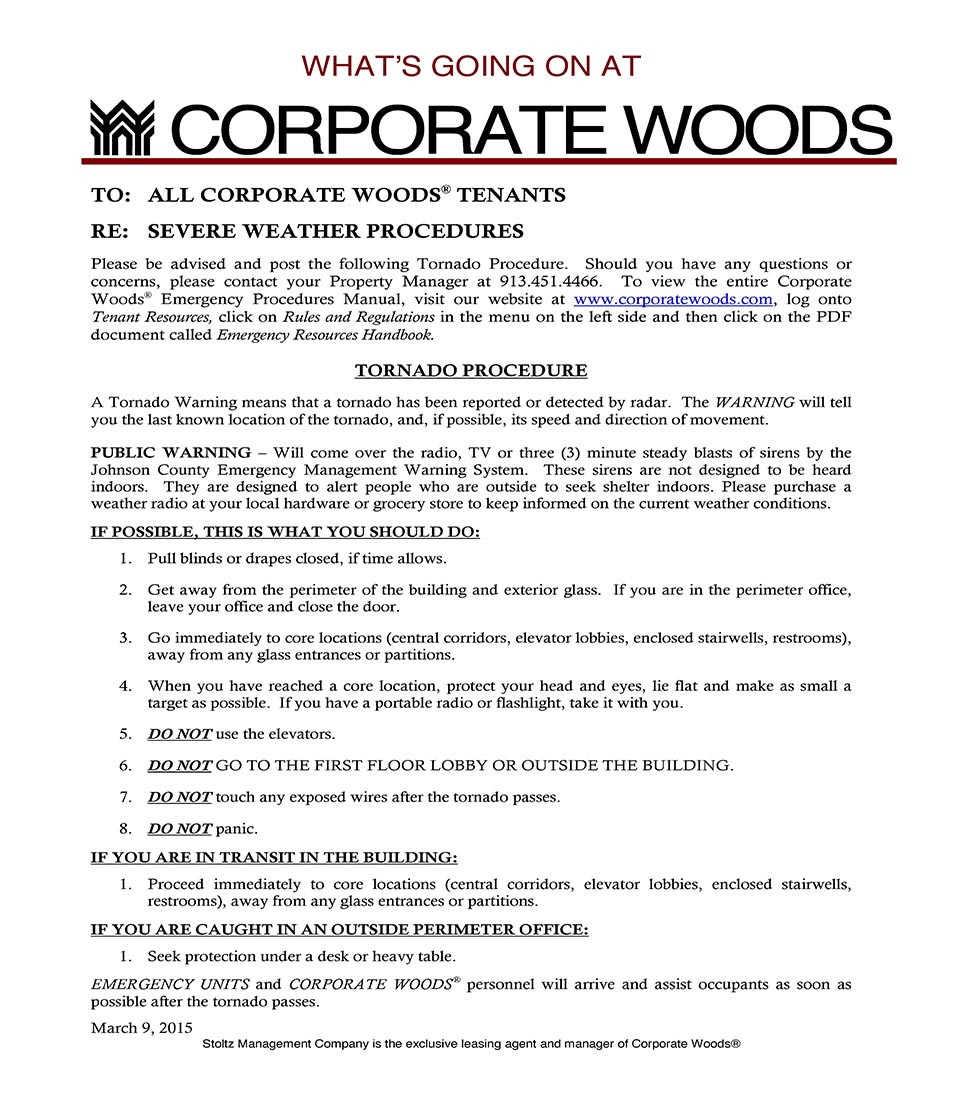 WHAT'S GOING ON AT
CORPORATE WOODS
TO: ALL CORPORATE WOODS® TENANTS
RE: SEVERE WEATHER PROCEDURES
Please be advised and post the following Tornado Procedure. Should you have any questions or
concerns, please contact your Property Manager at 913.451.4466. To view the entire Corporate
Woods® Emergency Procedures Manual, visit our website at www.corporatewoods.com, log onto
Tenant Resources, click on Rules and Regulations in the menu on the left side and then click on the PDF
document called Emergency Resources Handbook.
TORNADO PROCEDURE
A Tornado Warning means that a tornado has been reported or detected by radar. The WARNING will tell
you the last known location of the tornado, and, if possible, its speed and direction of movement.
PUBLIC WARNING – Will come over the radio, TV or three (3) minute steady blasts of sirens by the
Johnson County Emergency Management Warning System. These sirens are not designed to be heard
indoors. They are designed to alert people who are outside to seek shelter indoors. Please purchase a
weather radio at your local hardware or grocery store to keep informed on the current weather conditions.
IF POSSIBLE, THIS IS WHAT YOU SHOULD DO:
1. Pull blinds or drapes closed, if time allows.
2. Get away from the perimeter of the building and exterior glass. If you are in the perimeter office,
leave your office and close the door.
3. Go immediately to core locations (central corridors, elevator lobbies, enclosed stairwells, restrooms),
away from any glass entrances or partitions.
4. When you have reached a core location, protect your head and eyes, lie flat and make as small a
target as possible. If you have a portable radio or flashlight, take it with you.
5. DO NOT use the elevators.
6. DO NOT GO TO THE FIRST FLOOR LOBBY OR OUTSIDE THE BUILDING.
7. DO NOT touch any exposed wires after the tornado passes.
8. DO NOT panic.
IF YOU ARE IN TRANSIT IN THE BUILDING:
1. Proceed immediately to core locations (central corridors, elevator lobbies, enclosed stairwells,
restrooms), away from any glass entrances or partitions.
IF YOU ARE CAUGHT IN AN OUTSIDE PERIMETER OFFICE:
1. Seek protection under a desk or heavy table.
EMERGENCY UNITS and CORPORATE WOODS® personnel will arrive and assist occupants as soon as
possible after the tornado passes.
March 9, 2015
Stoltz Management Company is the exclusive leasing agent and manager of Corporate Woods®